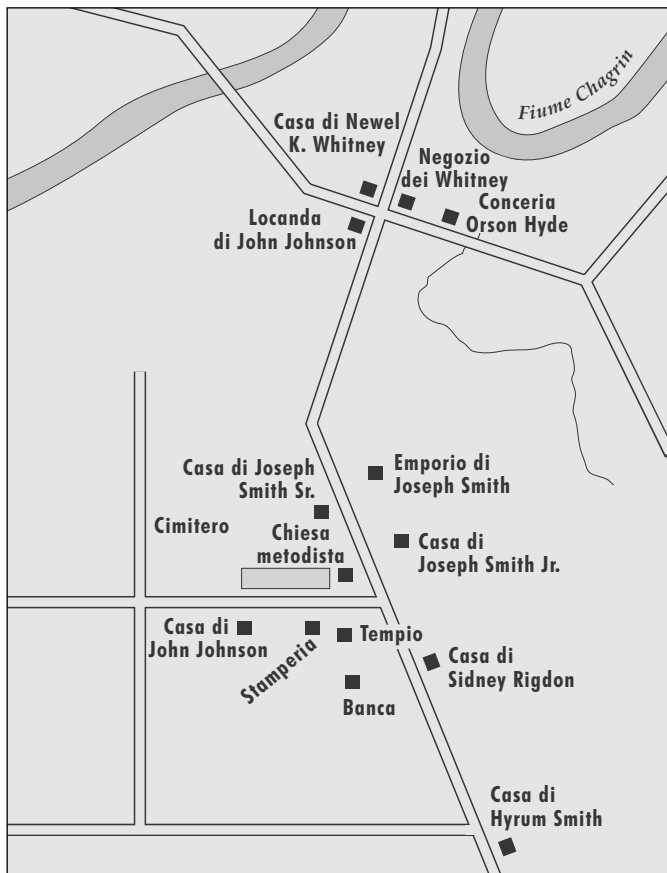 Fiume Chagrin
Casa di Newel
K. Whitney
Negozio
dei Whitney
Conceria
Orson Hyde
Locanda
di John Johnson
Casa di Joseph
Smith Sr.
Emporio di
Joseph Smith
Cimitero
Chiesa
metodista
Casa di
Joseph Smith Jr.
Casa di
John Johnson
Stamperia
Tempio
Casa di
Sidney Rigdon
Banca
Casa di
Hyrum Smith